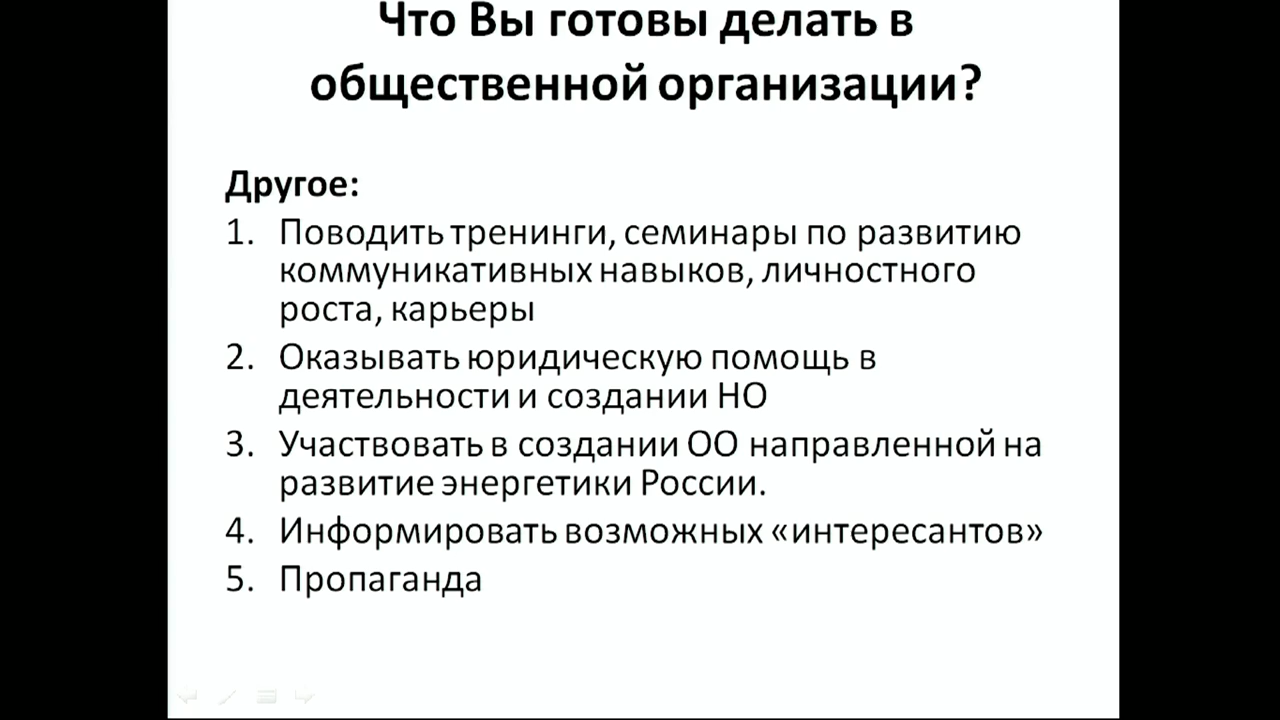 Что Вы готовы делать в
общественной организации?
Другое:
1. Поводить тренинги, семинары по развитию
коммуникативных навыков, личностного
роста, карьеры
2. Оказывать юридическую помощь в
деятельности и создании НО
3. Участвовать в создании ОО направленной на
развитие энергетики России.
4. Информировать возможных «интересантов»
5. Пропаганда